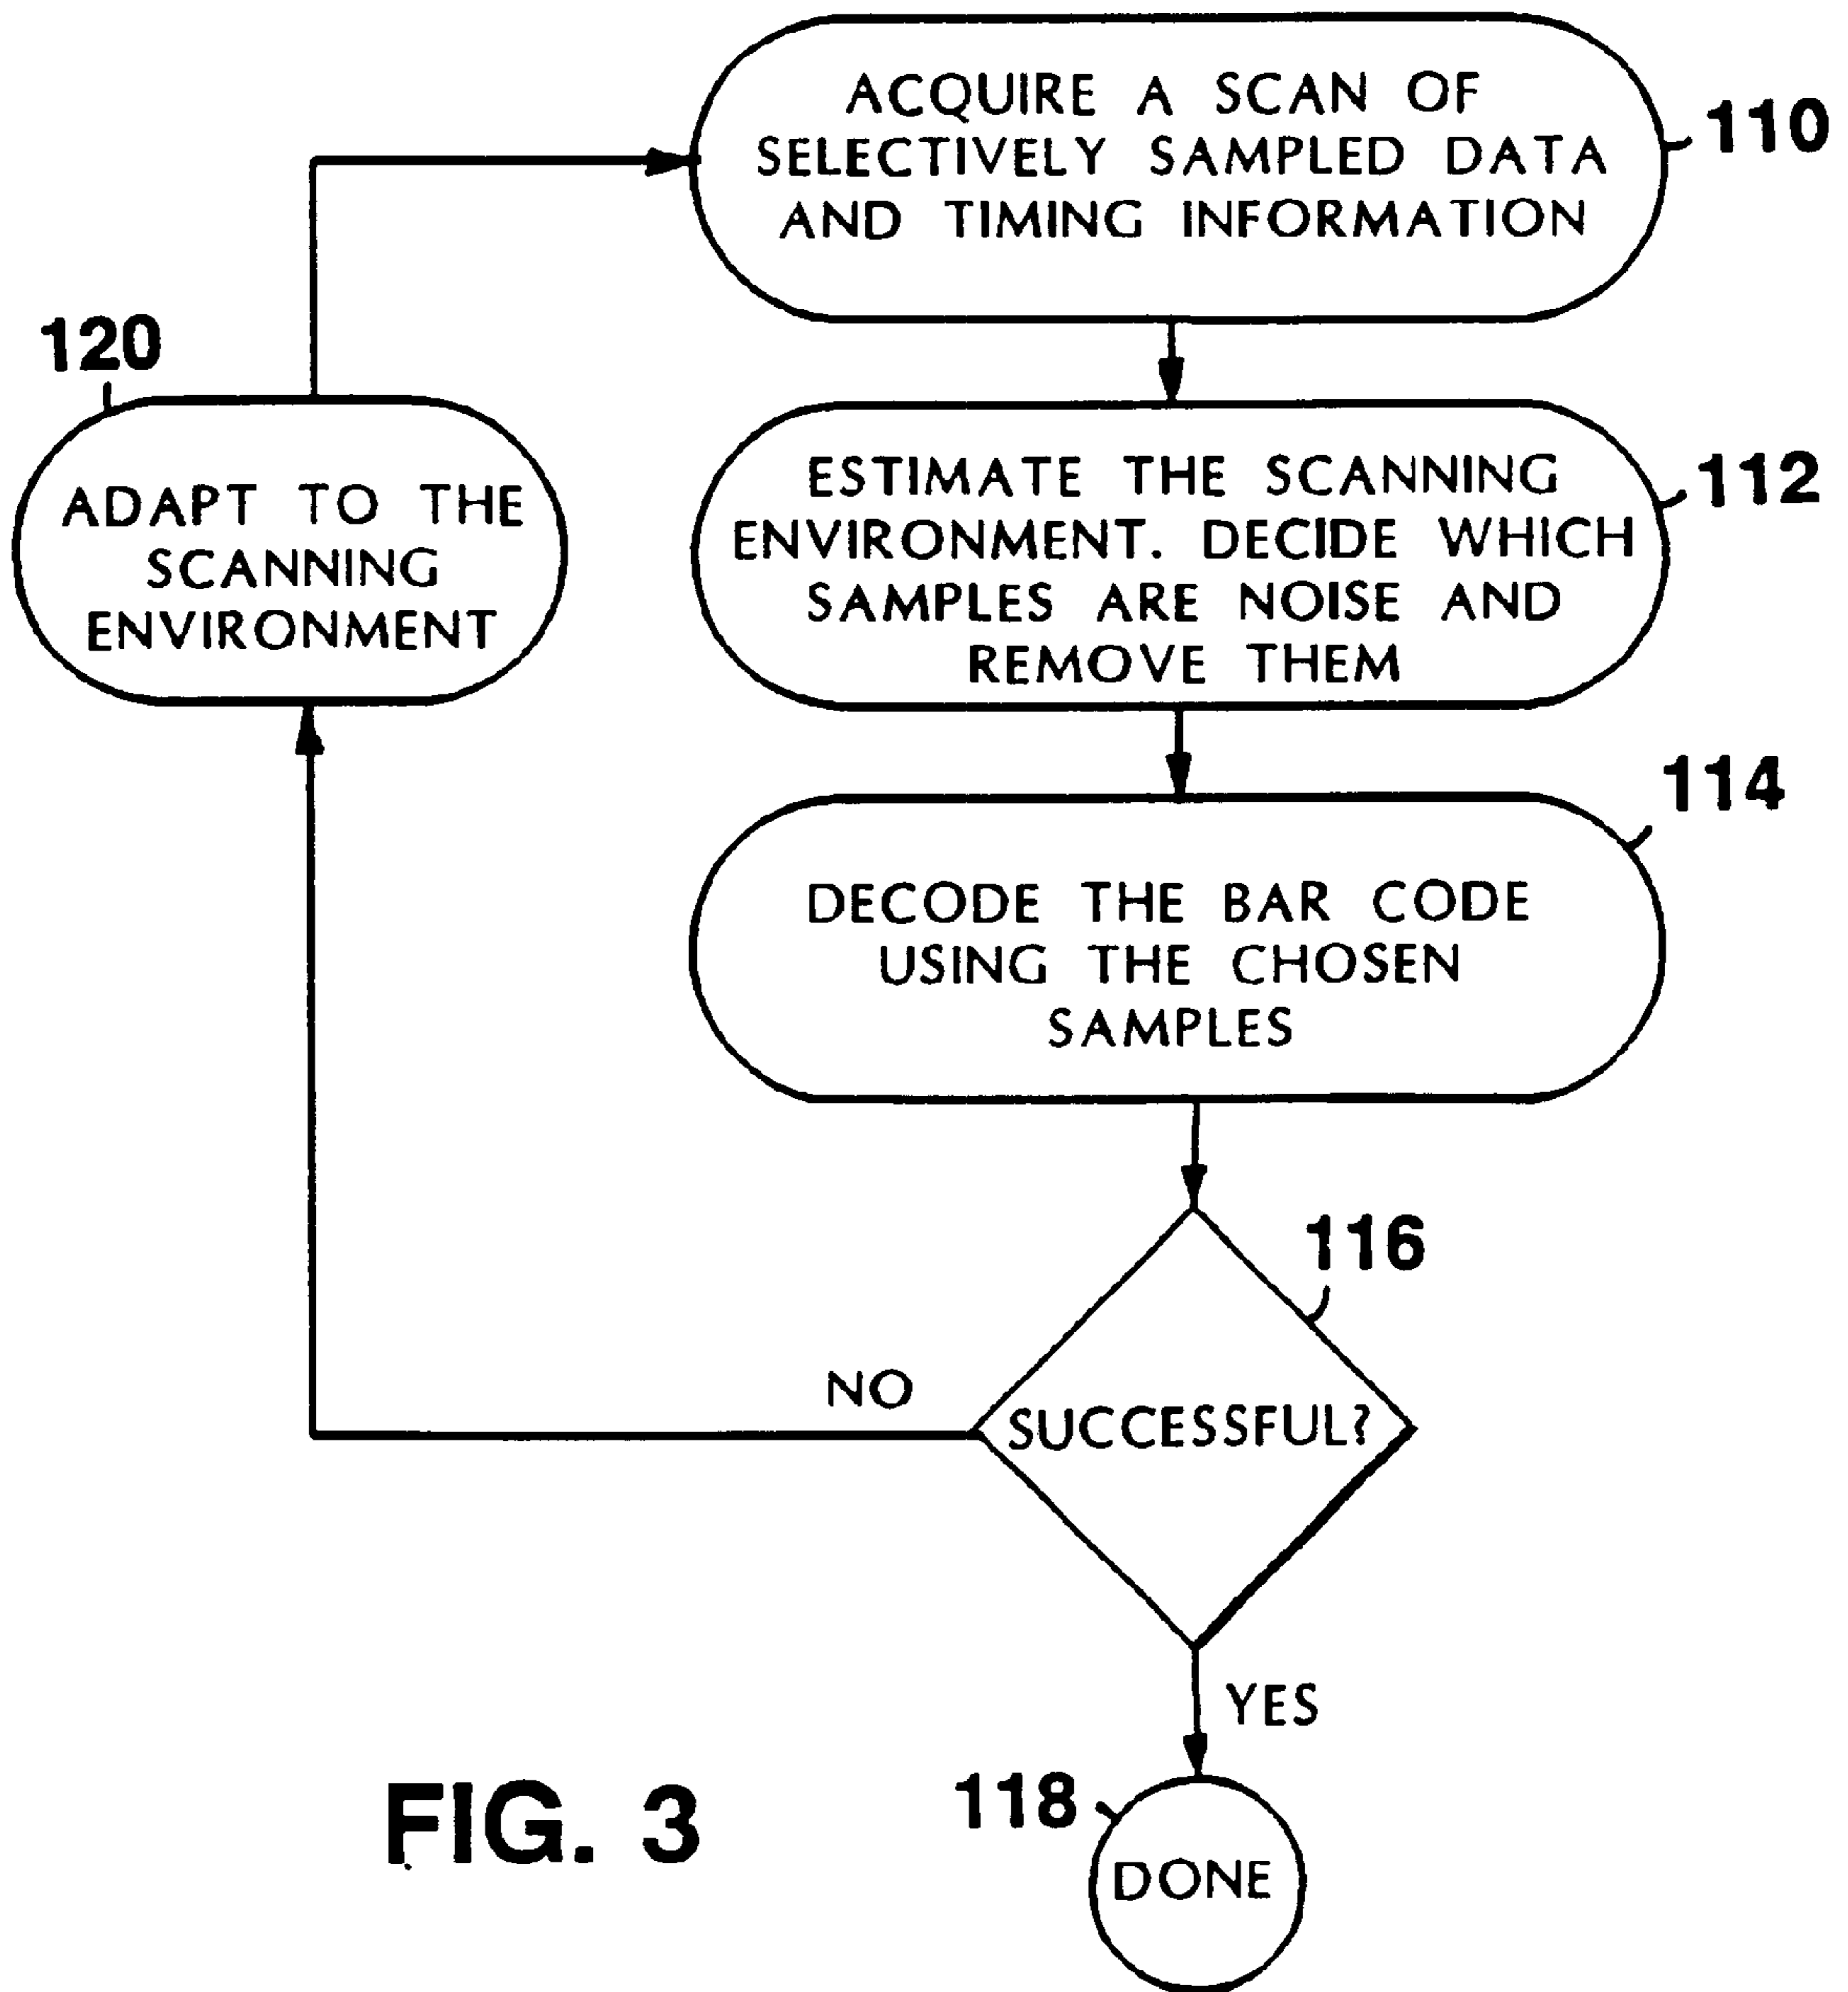 ACQUIRE A SCAN OF
SELECTIVELY SAMPLED DATA
AND TIMING INFORMATION
110
120
ADAPT TO THE
SCANNING
ENVIRONMENT
ESTIMATE THE SCANNING
ENVIRONMENT. DECIDE WHICH
SAMPLES ARE NOISE AND
REMOVE THEM
112
114
DECODE THE BAR CODE
USING THE CHOSEN
SAMPLES
116
NO
SUCCESSFUL?
YES
118
DONE
FIG. 3